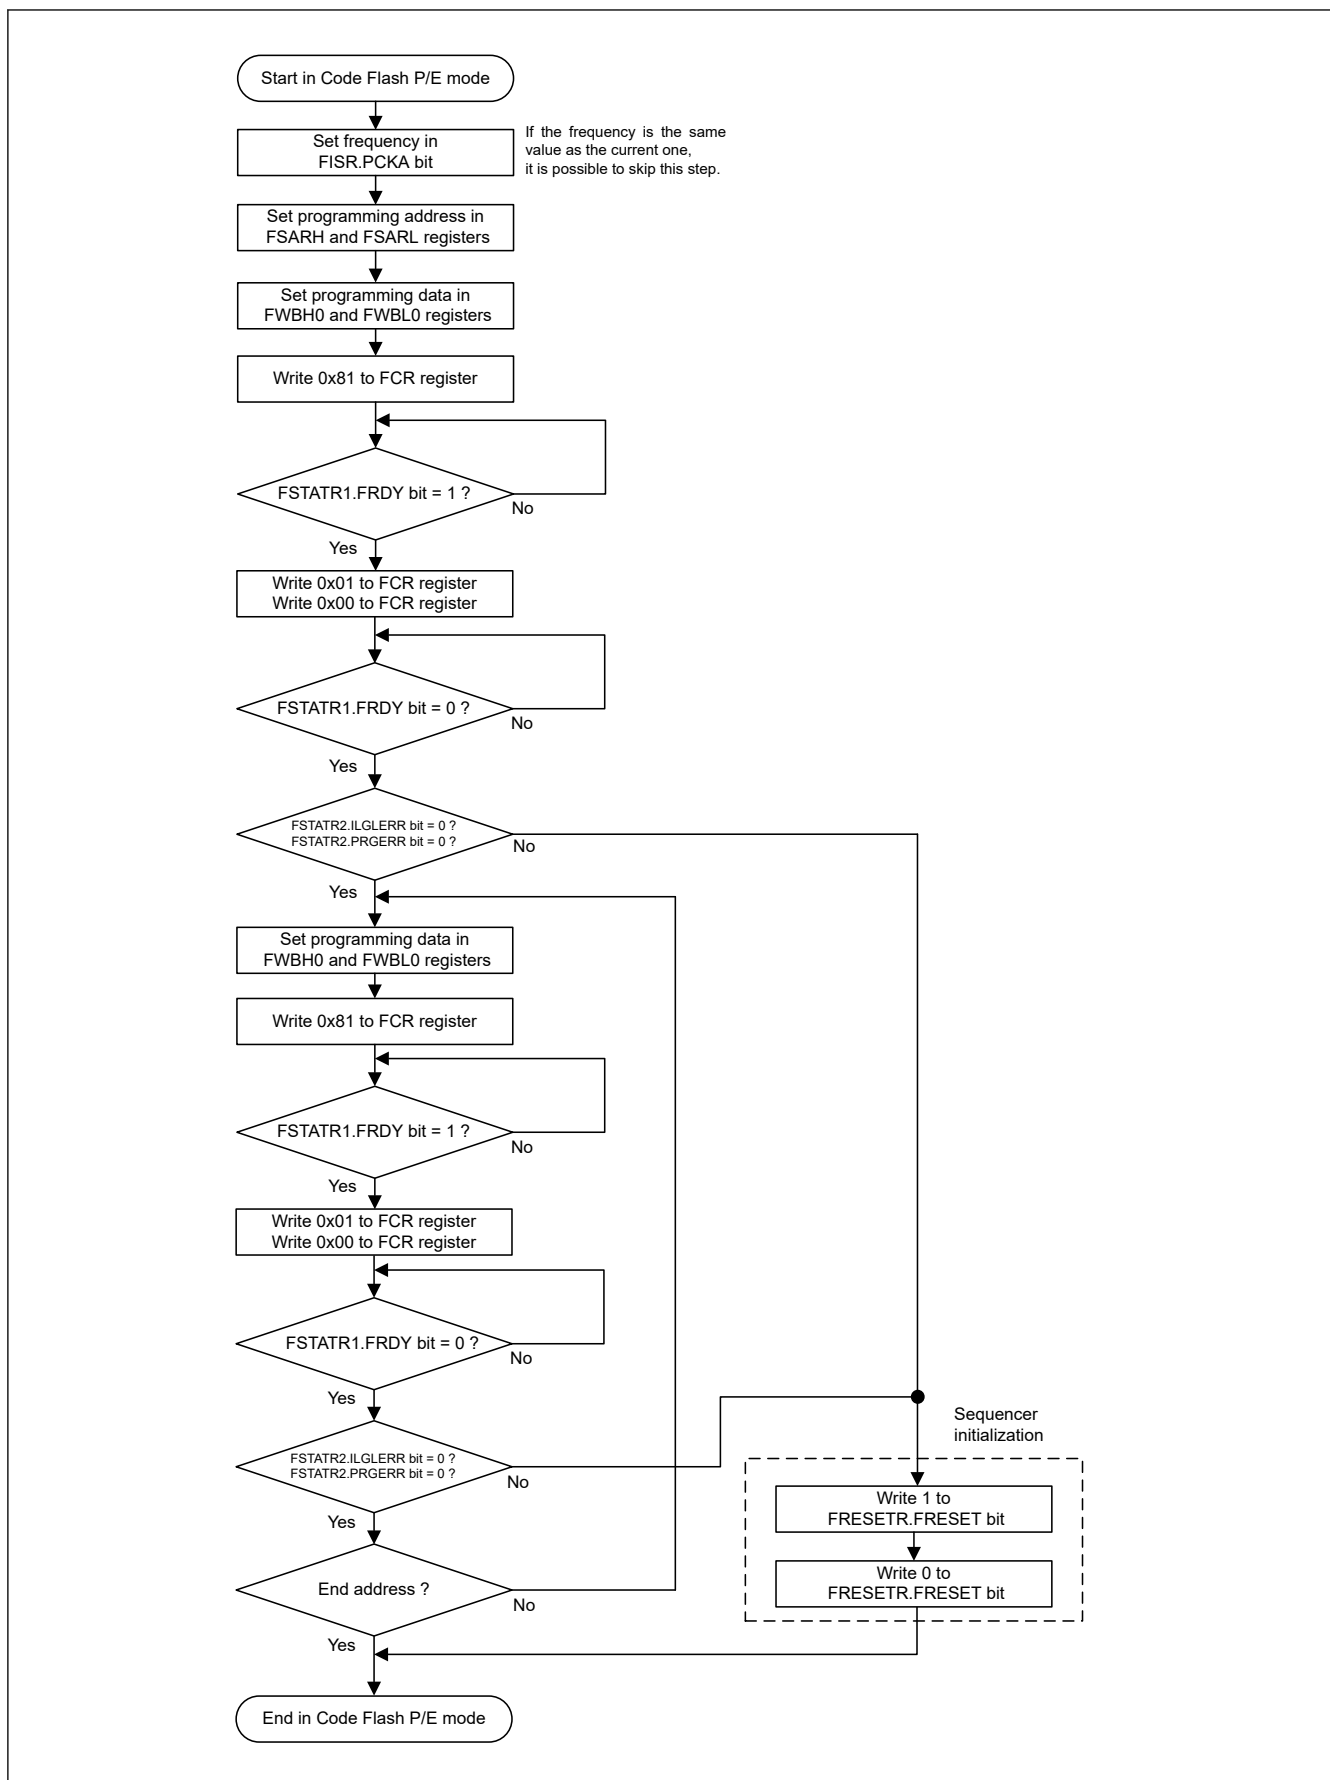 Start in Code Flash P/E mode
Set frequency in
FISR.PCKA bit
If the frequency is the same
value as the current one,
it is possible to skip this step.
Set programming address in
FSARH and FSARL registers
Set programming data in
FWBH0 and FWBL0 registers
Write 0x81 to FCR register
FSTATR1.FRDY bit = 1 ?
No
Yes
Write 0x01 to FCR register
Write 0x00 to FCR register
FSTATR1.FRDY bit = 0 ?
No
Yes
FSTATR2.ILGLERR bit = 0 ?
FSTATR2.PRGERR bit = 0 ?
No
Yes
Set programming data in
FWBH0 and FWBL0 registers
Write 0x81 to FCR register
FSTATR1.FRDY bit = 1 ?
No
Yes
Write 0x01 to FCR register
Write 0x00 to FCR register
FSTATR1.FRDY bit = 0 ?
No
Yes
Sequencer
initialization
FSTATR2.ILGLERR bit = 0 ?
FSTATR2.PRGERR bit = 0 ?
No
Yes
Write 1 to
FRESETR.FRESET bit
Write 0 to
FRESETR.FRESET bit
End address ?
No
Yes
End in Code Flash P/E mode